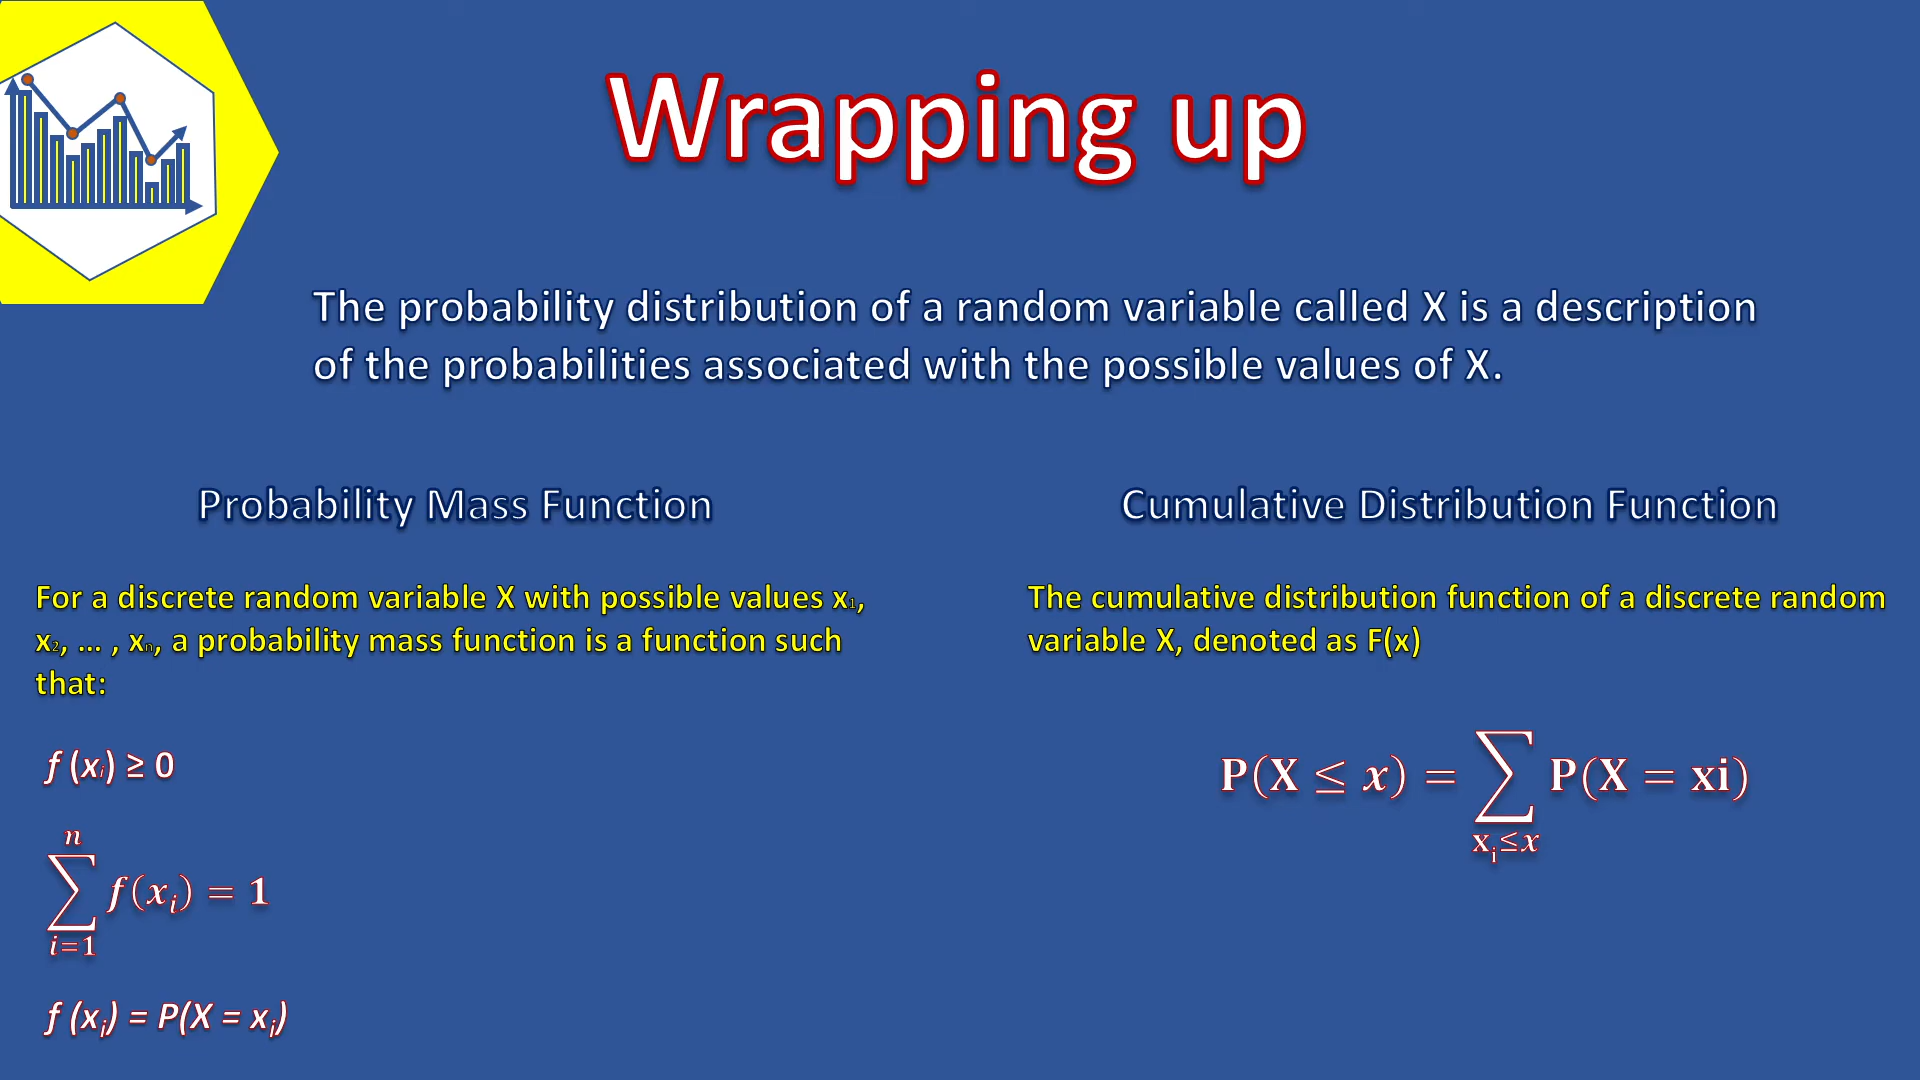 Wrapping up
The probability distribution of a random variable called X is a description
of the probabilities associated with the possible values of X.
Probability Mass Function
For a discrete random variable X with possible values x₁,
x₂, ... , xₙ, a probability mass function is a function such
that:
f (xᵢ) ≥ 0
n
∑ f(xᵢ) = 1
i=1
f (xᵢ) = P(X = xᵢ)
Cumulative Distribution Function
The cumulative distribution function of a discrete random
variable X, denoted as F(x)
P(X ≤ x) = ∑ P(X = xi)
xᵢ≤x